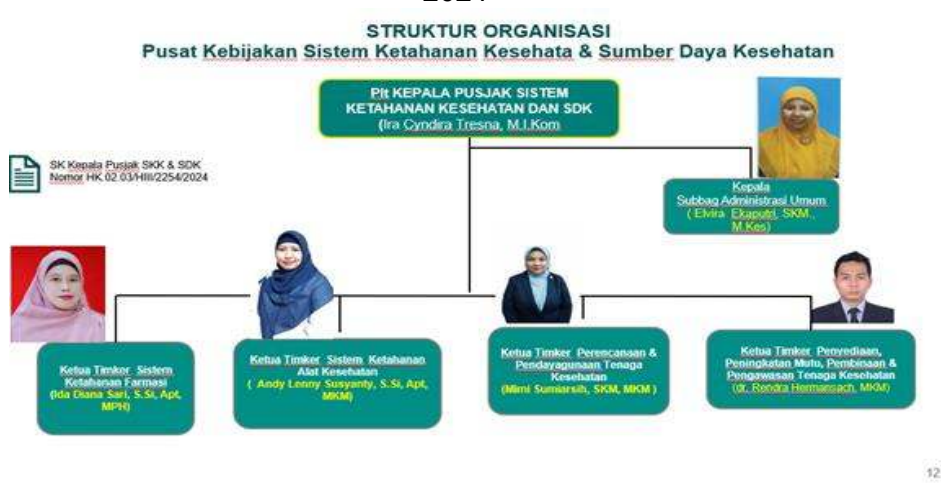 2024
STRUKTUR ORGANISASI
Pusat Kebijakan Sistem Ketahanan Kesehata & Sumber Daya Kesehatan
Plt KEPALA PUSJAK SISTEM
KETAHANAN KESEHATAN DAN SDK
(Ira Cyndira Tresna, M.I.Kom
SK Kepala Pusjak SKK & SDK
Nomor HK.02.03/HIII/2254/2024
Kepala
Subbag Administrasi Umum
( Elvira Ekaputri, SKM.,
M.Kes)
Ketua Timker Sistem
Ketahanan Farmasi
(Ida Diana Sari, S.Si, Apt,
MPH)
Ketua Timker Sistem Ketahanan
Alat Kesehatan
( Andy Lenny Susyanty, S.Si, Apt,
MKM)
Ketua Timker Perencanaan &
Pendayagunaan Tenaga
Kesehatan
(Mimi Sumiarsih, SKM, MKM )
Ketua Timker Penyediaan,
Peningkatan Mutu, Pembinaan &
Pengawasan Tenaga Kesehatan
(dr. Rendra Hermansach, MKM)
12